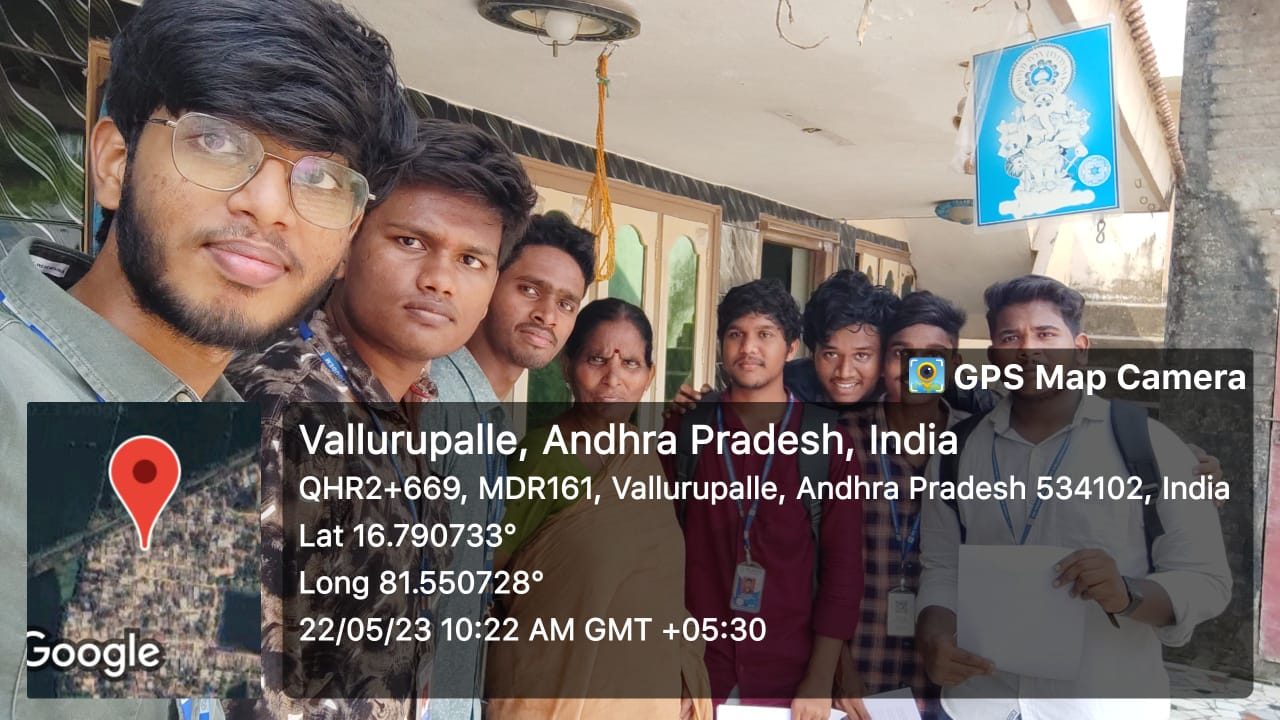 GPS Map Camera
Vallurupalle, Andhra Pradesh, India
QHR2+669, MDR161, Vallurupalle, Andhra Pradesh 534102, India
Lat 16.790733°
Long 81.550728°
22/05/23 10:22 AM GMT +05:30
Google